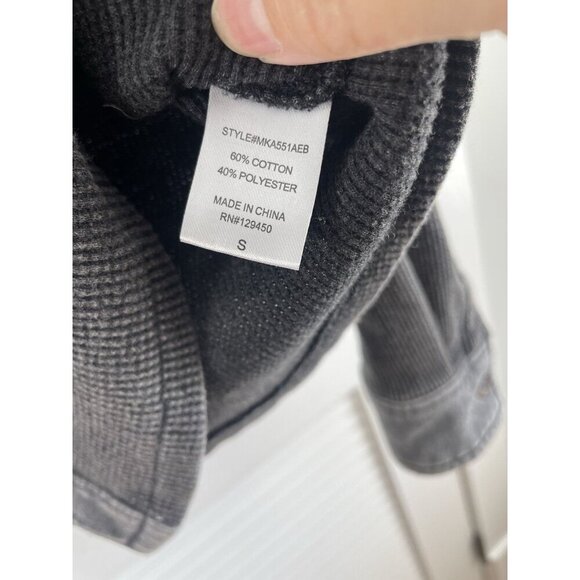 STYLE#MKA551AEB
60% COTTON
40% POLYESTER
MADE IN CHINA
RN#129450
S